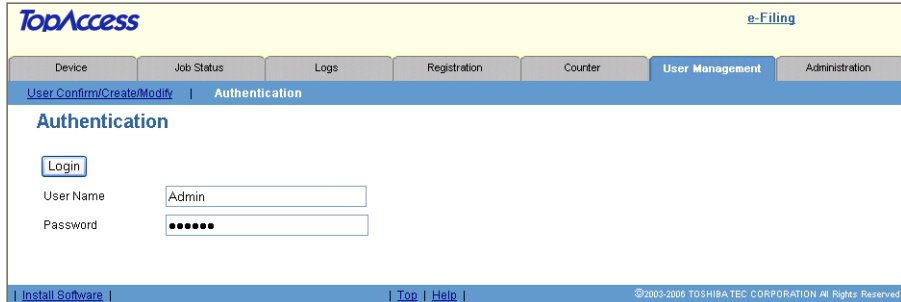 TopAccess
e-Filing
Device Job Status Logs Registration Counter User Management Administration
User Confirm/Create/Modify | Authentication
Authentication
Login
User Name Admin
Password ●●●●●●
| Install Software | | Top | Help | ©2003-2006 TOSHIBA TEC CORPORATION All Rights Reserved